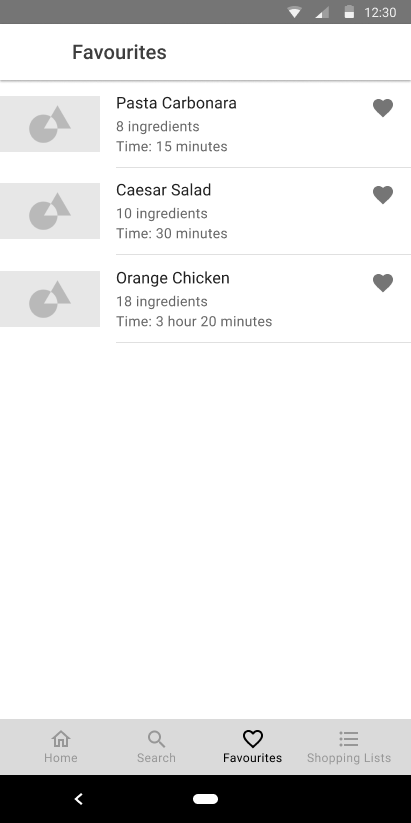 12:30
Favourites
Pasta Carbonara
8 ingredients
Time: 15 minutes
Caesar Salad
10 ingredients
Time: 30 minutes
Orange Chicken
18 ingredients
Time: 3 hour 20 minutes
Home Search Favourites Shopping Lists